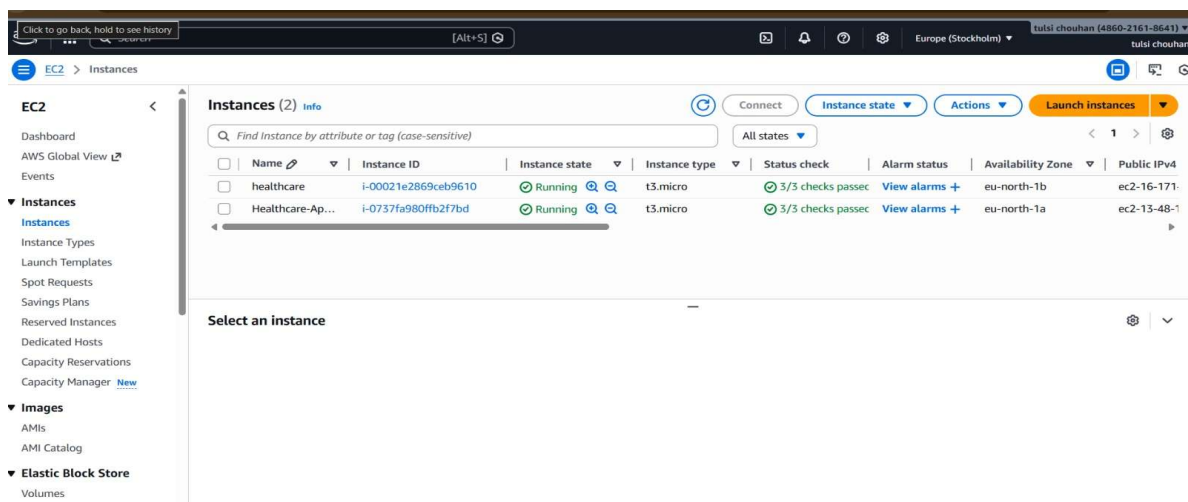 Click to go back, hold to see history
[Alt+S]
Europe (Stockholm) ▼
tulsi chouhan (4860-2161-8641) ▼
tulsi chouhan
EC2 > Instances
EC2
Dashboard
AWS Global View
Events
Instances
Instances
Instance Types
Launch Templates
Spot Requests
Savings Plans
Reserved Instances
Dedicated Hosts
Capacity Reservations
Capacity Manager New
Images
AMIs
AMI Catalog
Elastic Block Store
Volumes
Instances (2) Info
Connect Instance state ▼ Actions ▼ Launch instances ▼
Find Instance by attribute or tag (case-sensitive) All states ▼ < 1 >
Name Instance ID Instance state Instance type Status check Alarm status Availability Zone Public IPv4
healthcare i-00021e2869ceb9610 Running t3.micro 3/3 checks passec View alarms + eu-north-1b ec2-16-171-
Healthcare-Ap... i-0737fa980ffb2f7bd Running t3.micro 3/3 checks passec View alarms + eu-north-1a ec2-13-48-1
Select an instance